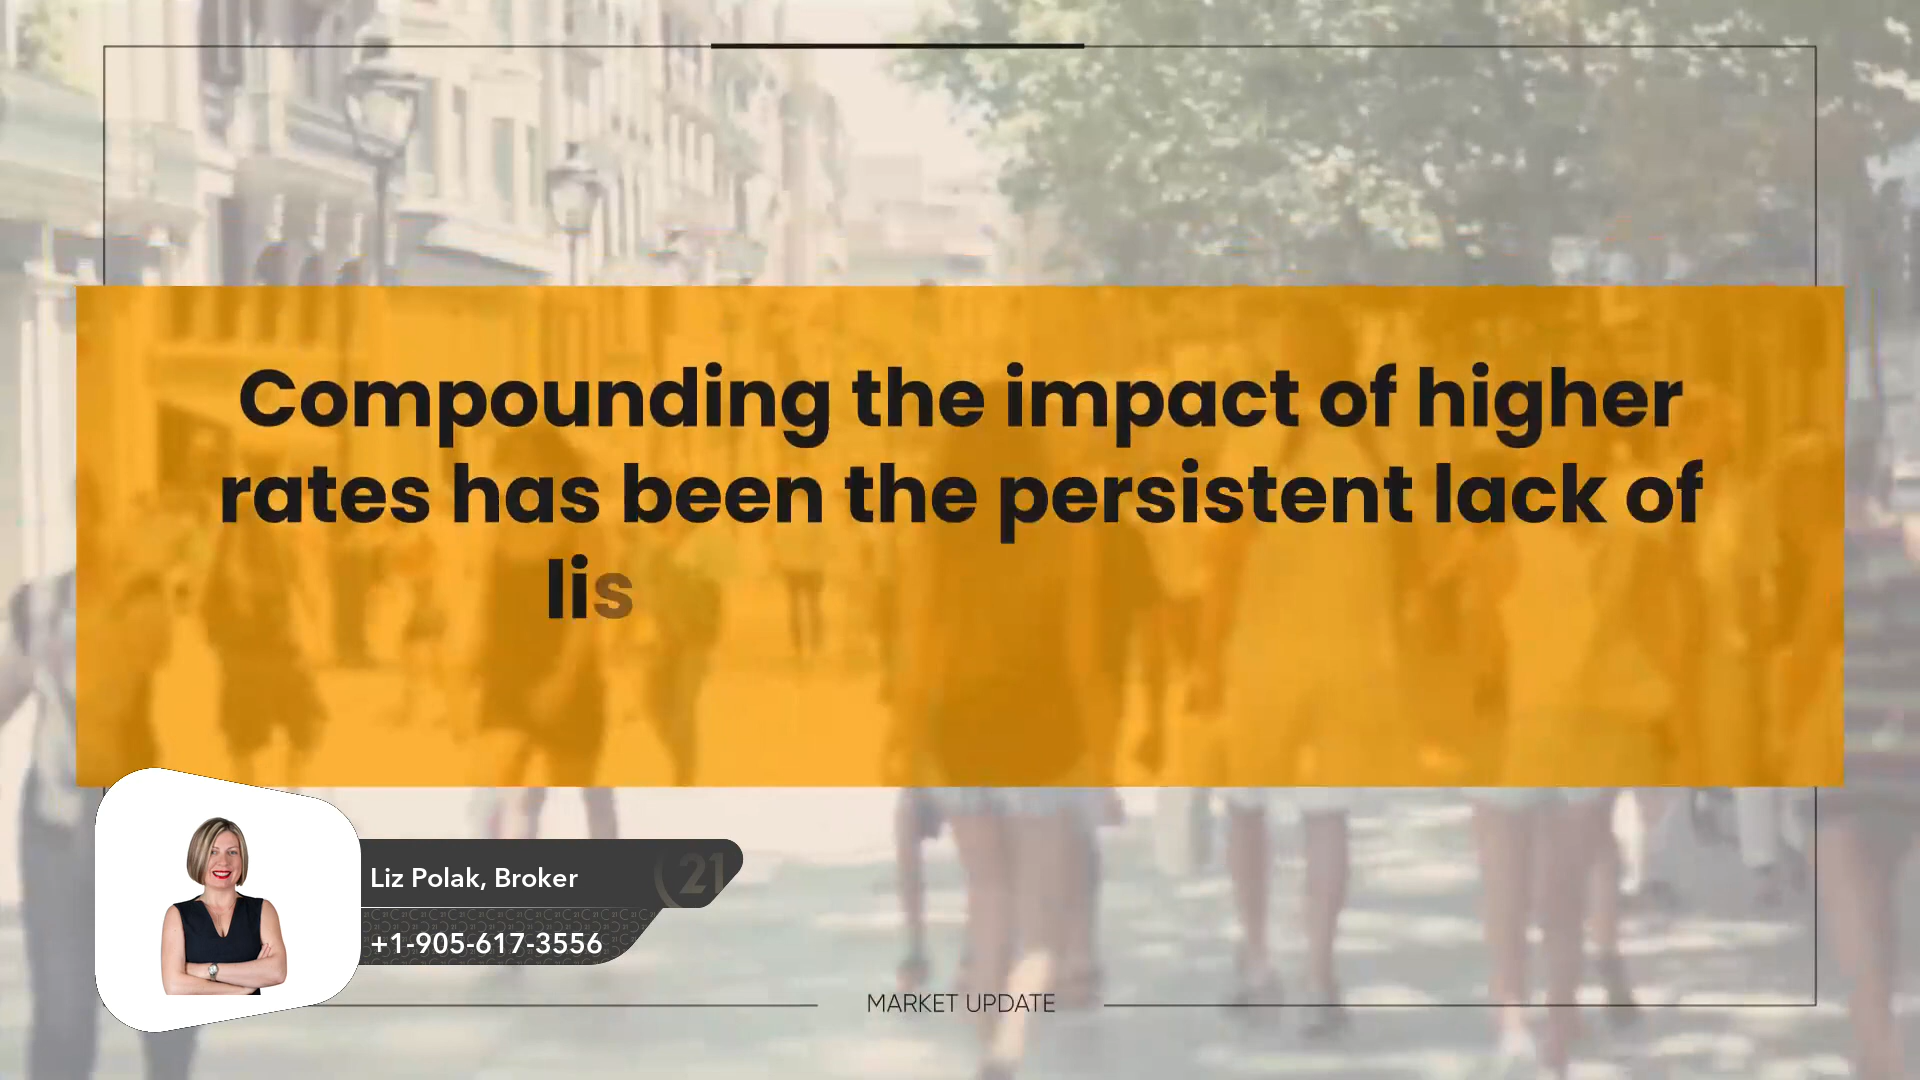 Compounding the impact of higher
rates has been the persistent lack of
lis
Liz Polak, Broker
21
+1-905-617-3556
MARKET UPDATE